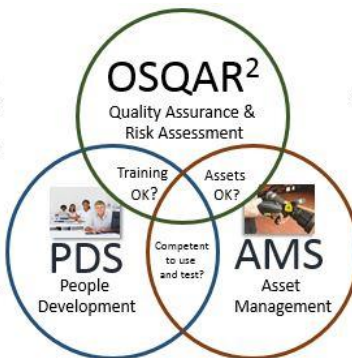 OSQAR²
Quality Assurance &
Risk Assessment
Training
OK?
Assets
OK?
PDS
People
Development
Competent
to use
and test?
AMS
Asset
Management